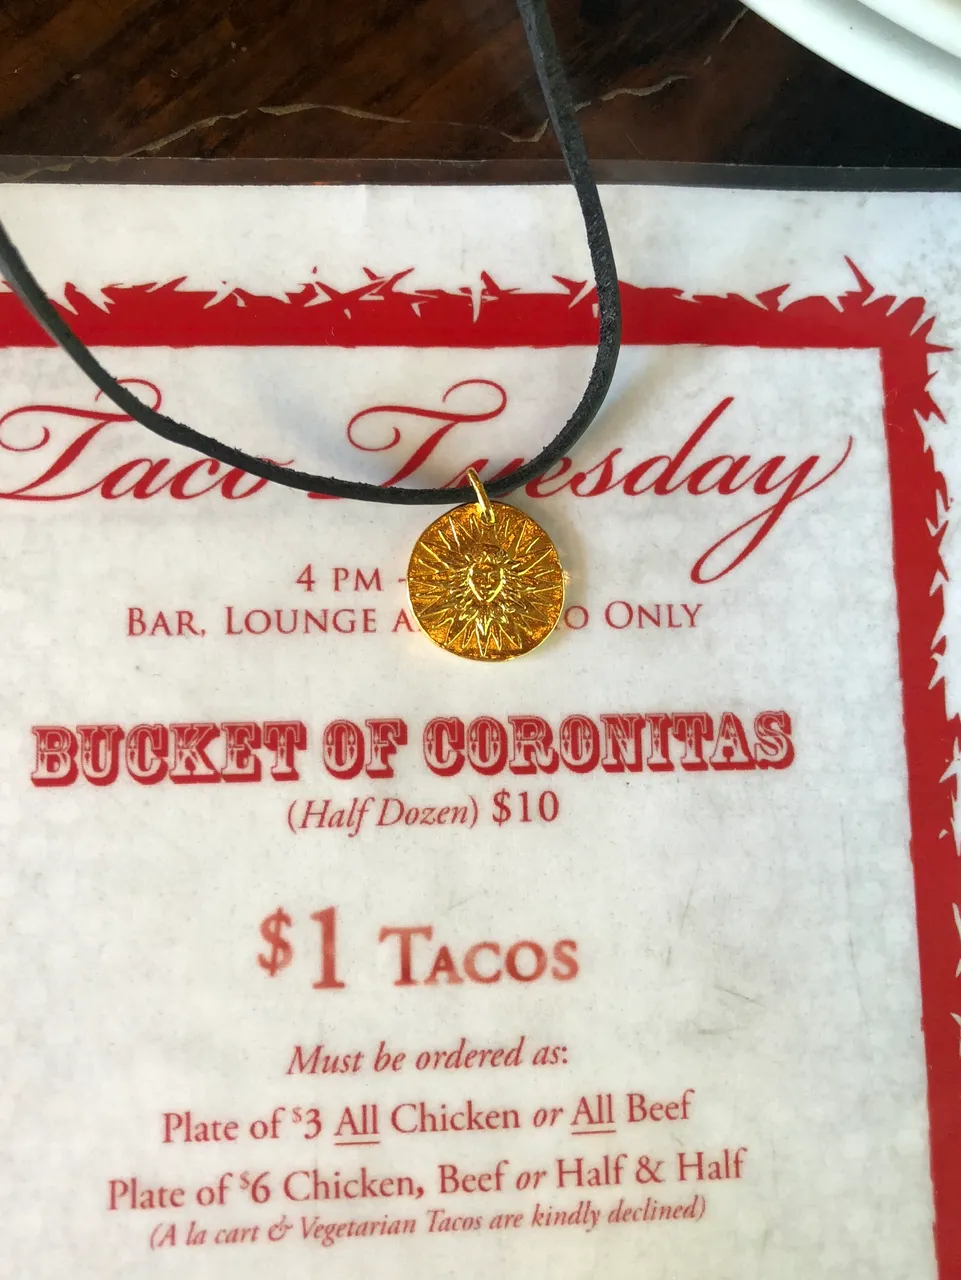 Taco Tuesday
4 PM -
BAR, LOUNGE A O ONLY
BUCKET OF CORONITAS
(Half Dozen) $10
$1 TACOS
Must be ordered as:
Plate of $3 All Chicken or All Beef
Plate of $6 Chicken, Beef or Half & Half
(A la cart & Vegetarian Tacos are kindly declined)